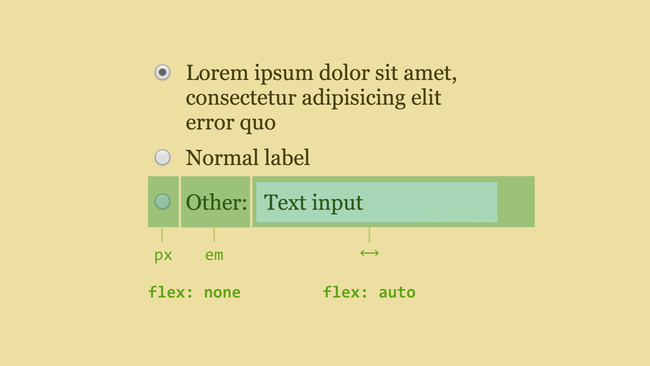 Lorem ipsum dolor sit amet,
consectetur adipisicing elit
error quo
Normal label
Other: Text input
px em ↔
flex: none flex: auto